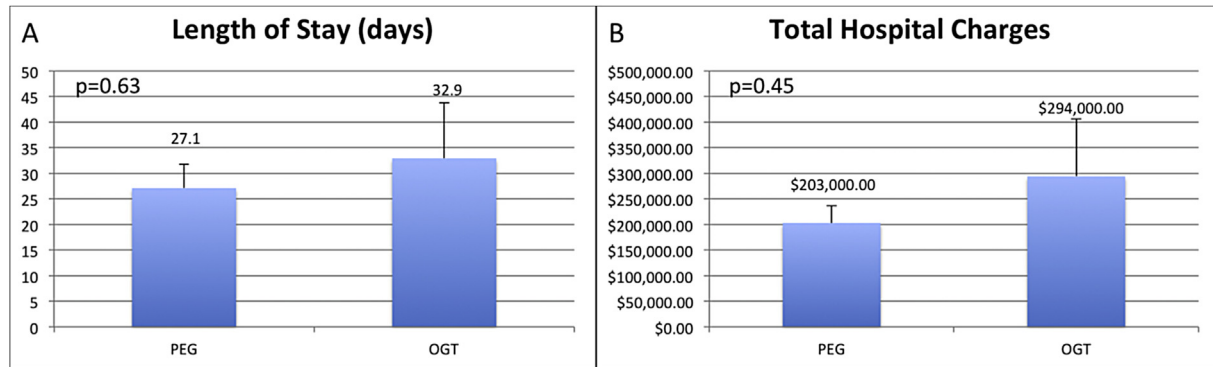 A
Length of Stay (days)
50
45
40
35
30
25
20
15
10
5
0
p=0.63
27.1
32.9
PEG
OGT
B
Total Hospital Charges
$500,000.00
$450,000.00
$400,000.00
$350,000.00
$300,000.00
$250,000.00
$200,000.00
$150,000.00
$100,000.00
$50,000.00
$0.00
p=0.45
$203,000.00
$294,000.00
PEG
OGT